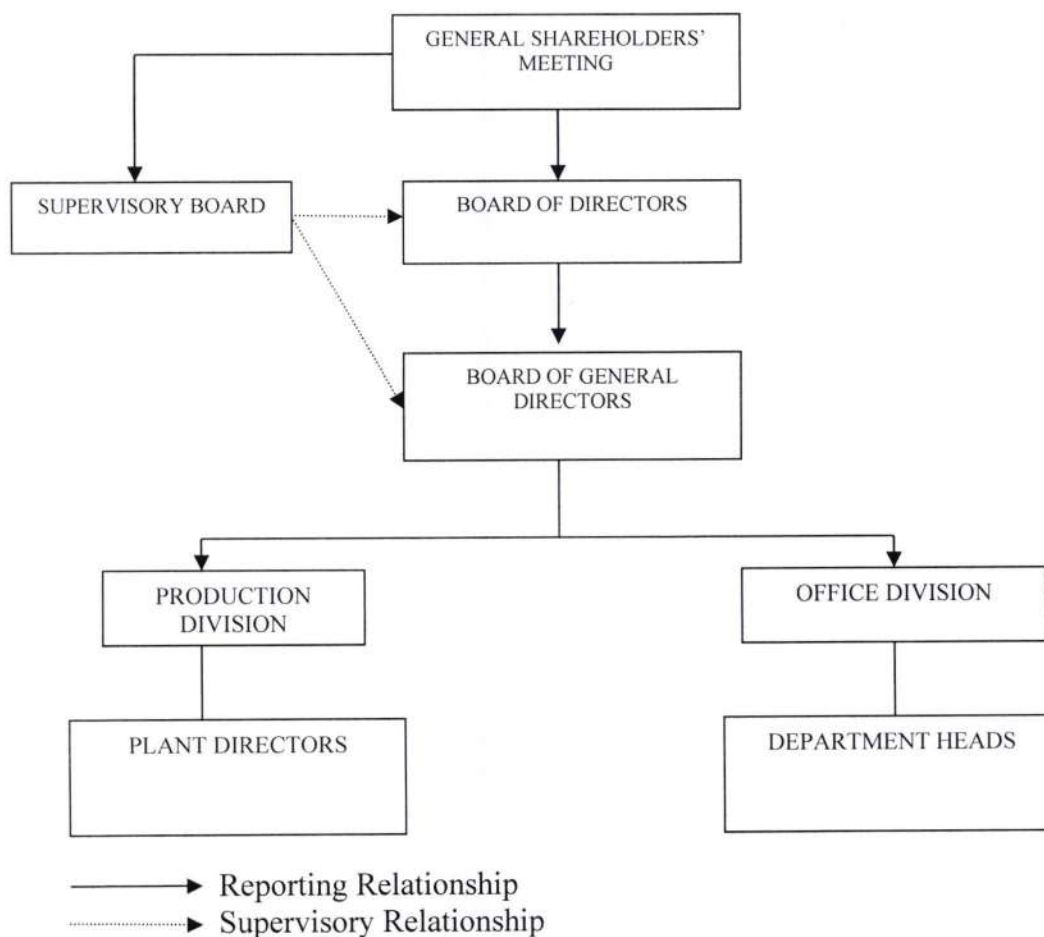 GENERAL SHAREHOLDERS'
MEETING
SUPERVISORY BOARD
BOARD OF DIRECTORS
BOARD OF GENERAL
DIRECTORS
PRODUCTION
DIVISION
OFFICE DIVISION
PLANT DIRECTORS
DEPARTMENT HEADS
Reporting Relationship
Supervisory Relationship